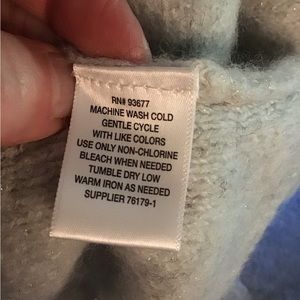 RN# 93677
MACHINE WASH COLD
GENTLE CYCLE
WITH LIKE COLORS
USE ONLY NON-CHLORINE
BLEACH WHEN NEEDED
TUMBLE DRY LOW
WARM IRON AS NEEDED
SUPPLIER 76179-1